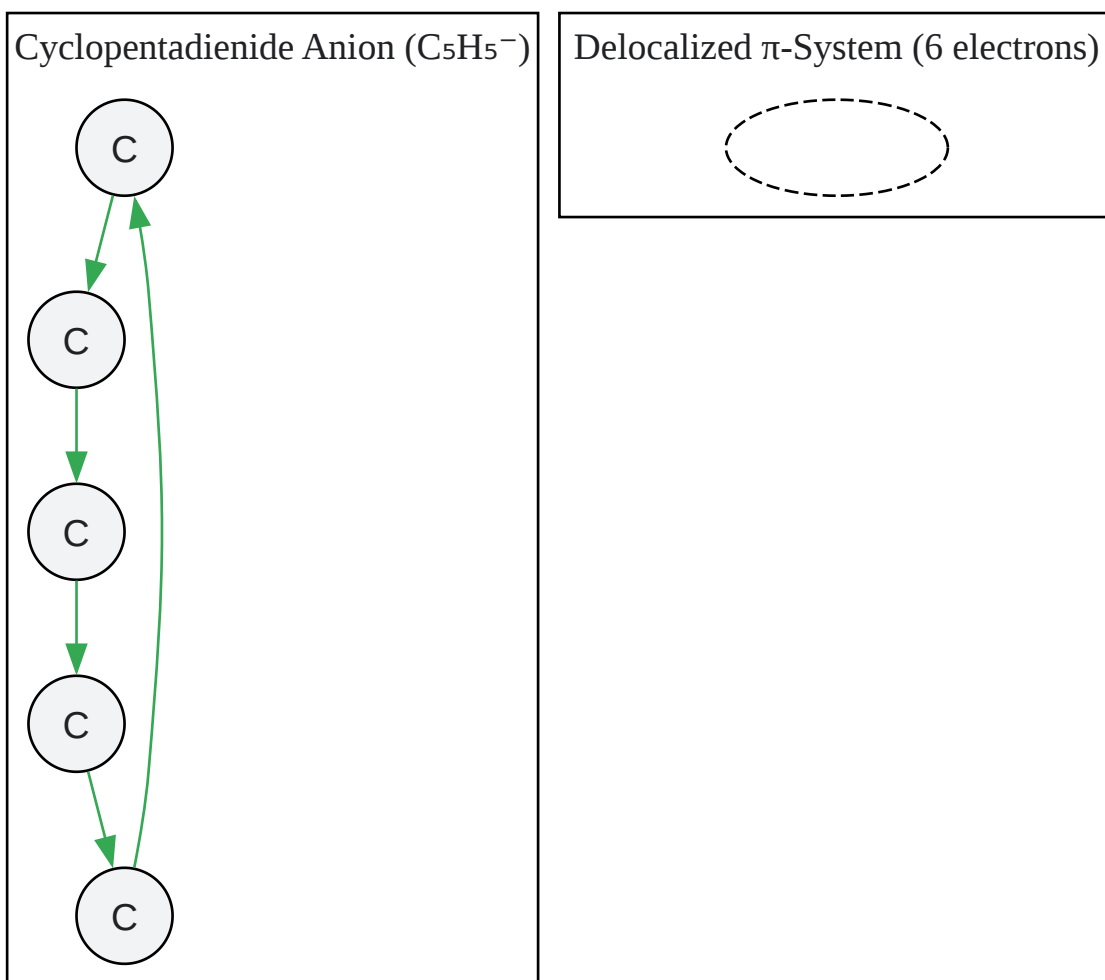 Cyclopentadienide Anion (C₅H₅⁻)
C
C
C
C
C
Delocalized π-System (6 electrons)